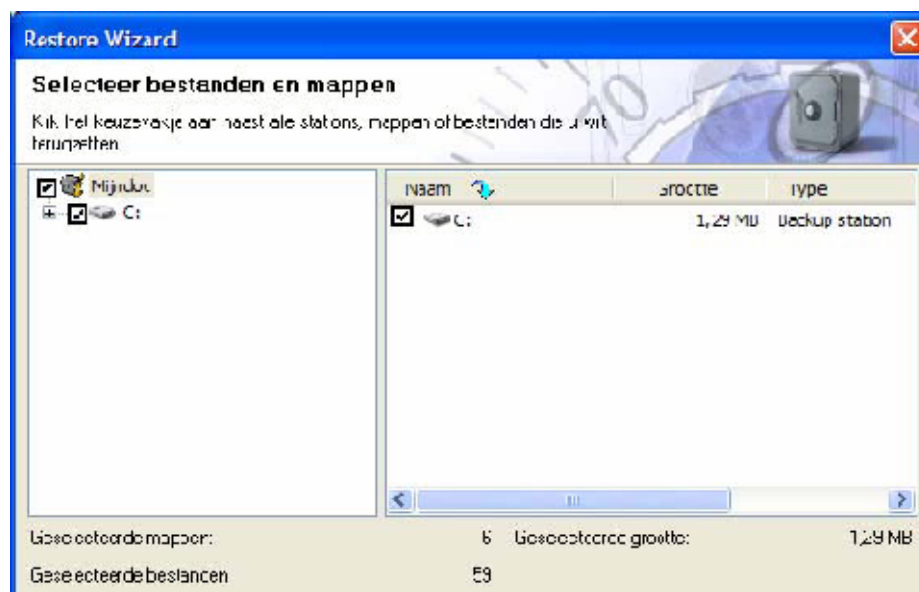 Restore Wizard
Selecteer bestanden en mappen
Klik het keuzevakje aan naast alle stations, mappen of bestanden die u wilt
terugzetten
Mijndoc
C:
Naam Grootte Type
C: 1,29 MB Backup station
Geselecteerde mappen: 6 Geselecteerde grootte: 1,29 MB
Geselecteerde bestanden 59